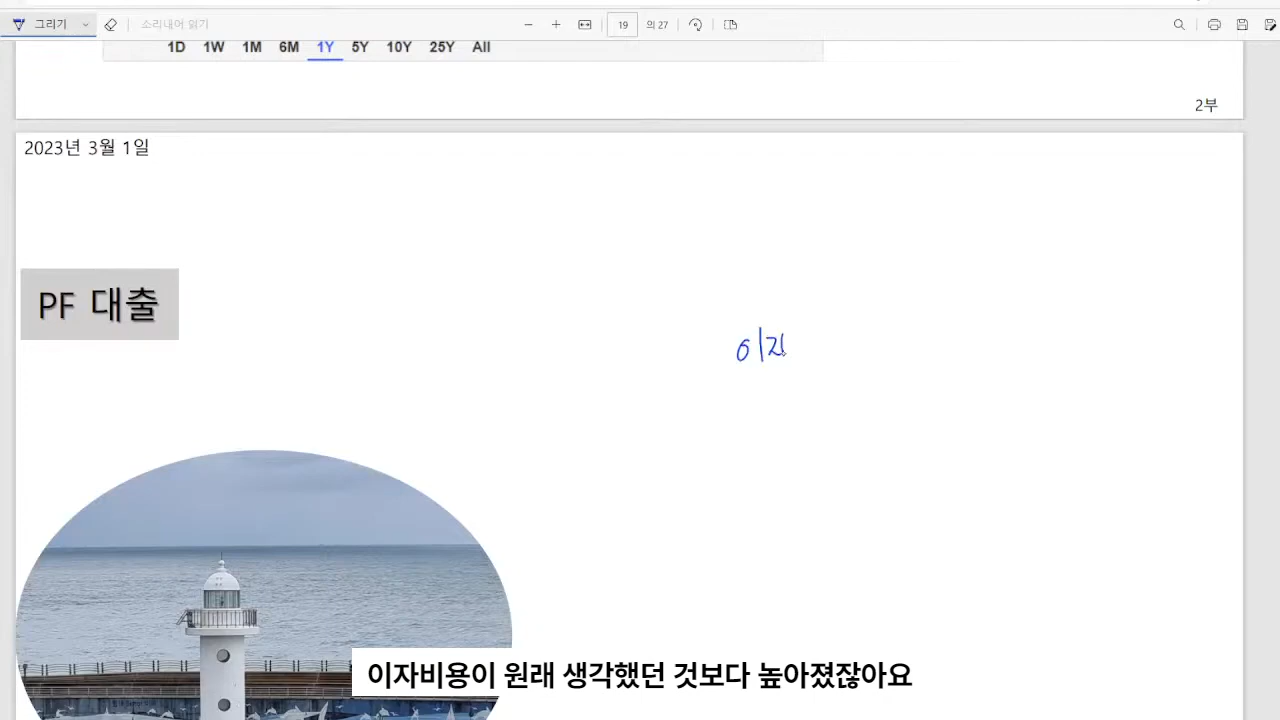 그리기
소리내어 읽기
19 의 27
1D 1W 1M 6M 1Y 5Y 10Y 25Y All
2부
2023년 3월 1일
PF 대출
이자
이자비용이 원래 생각했던 것보다 높아졌잖아요